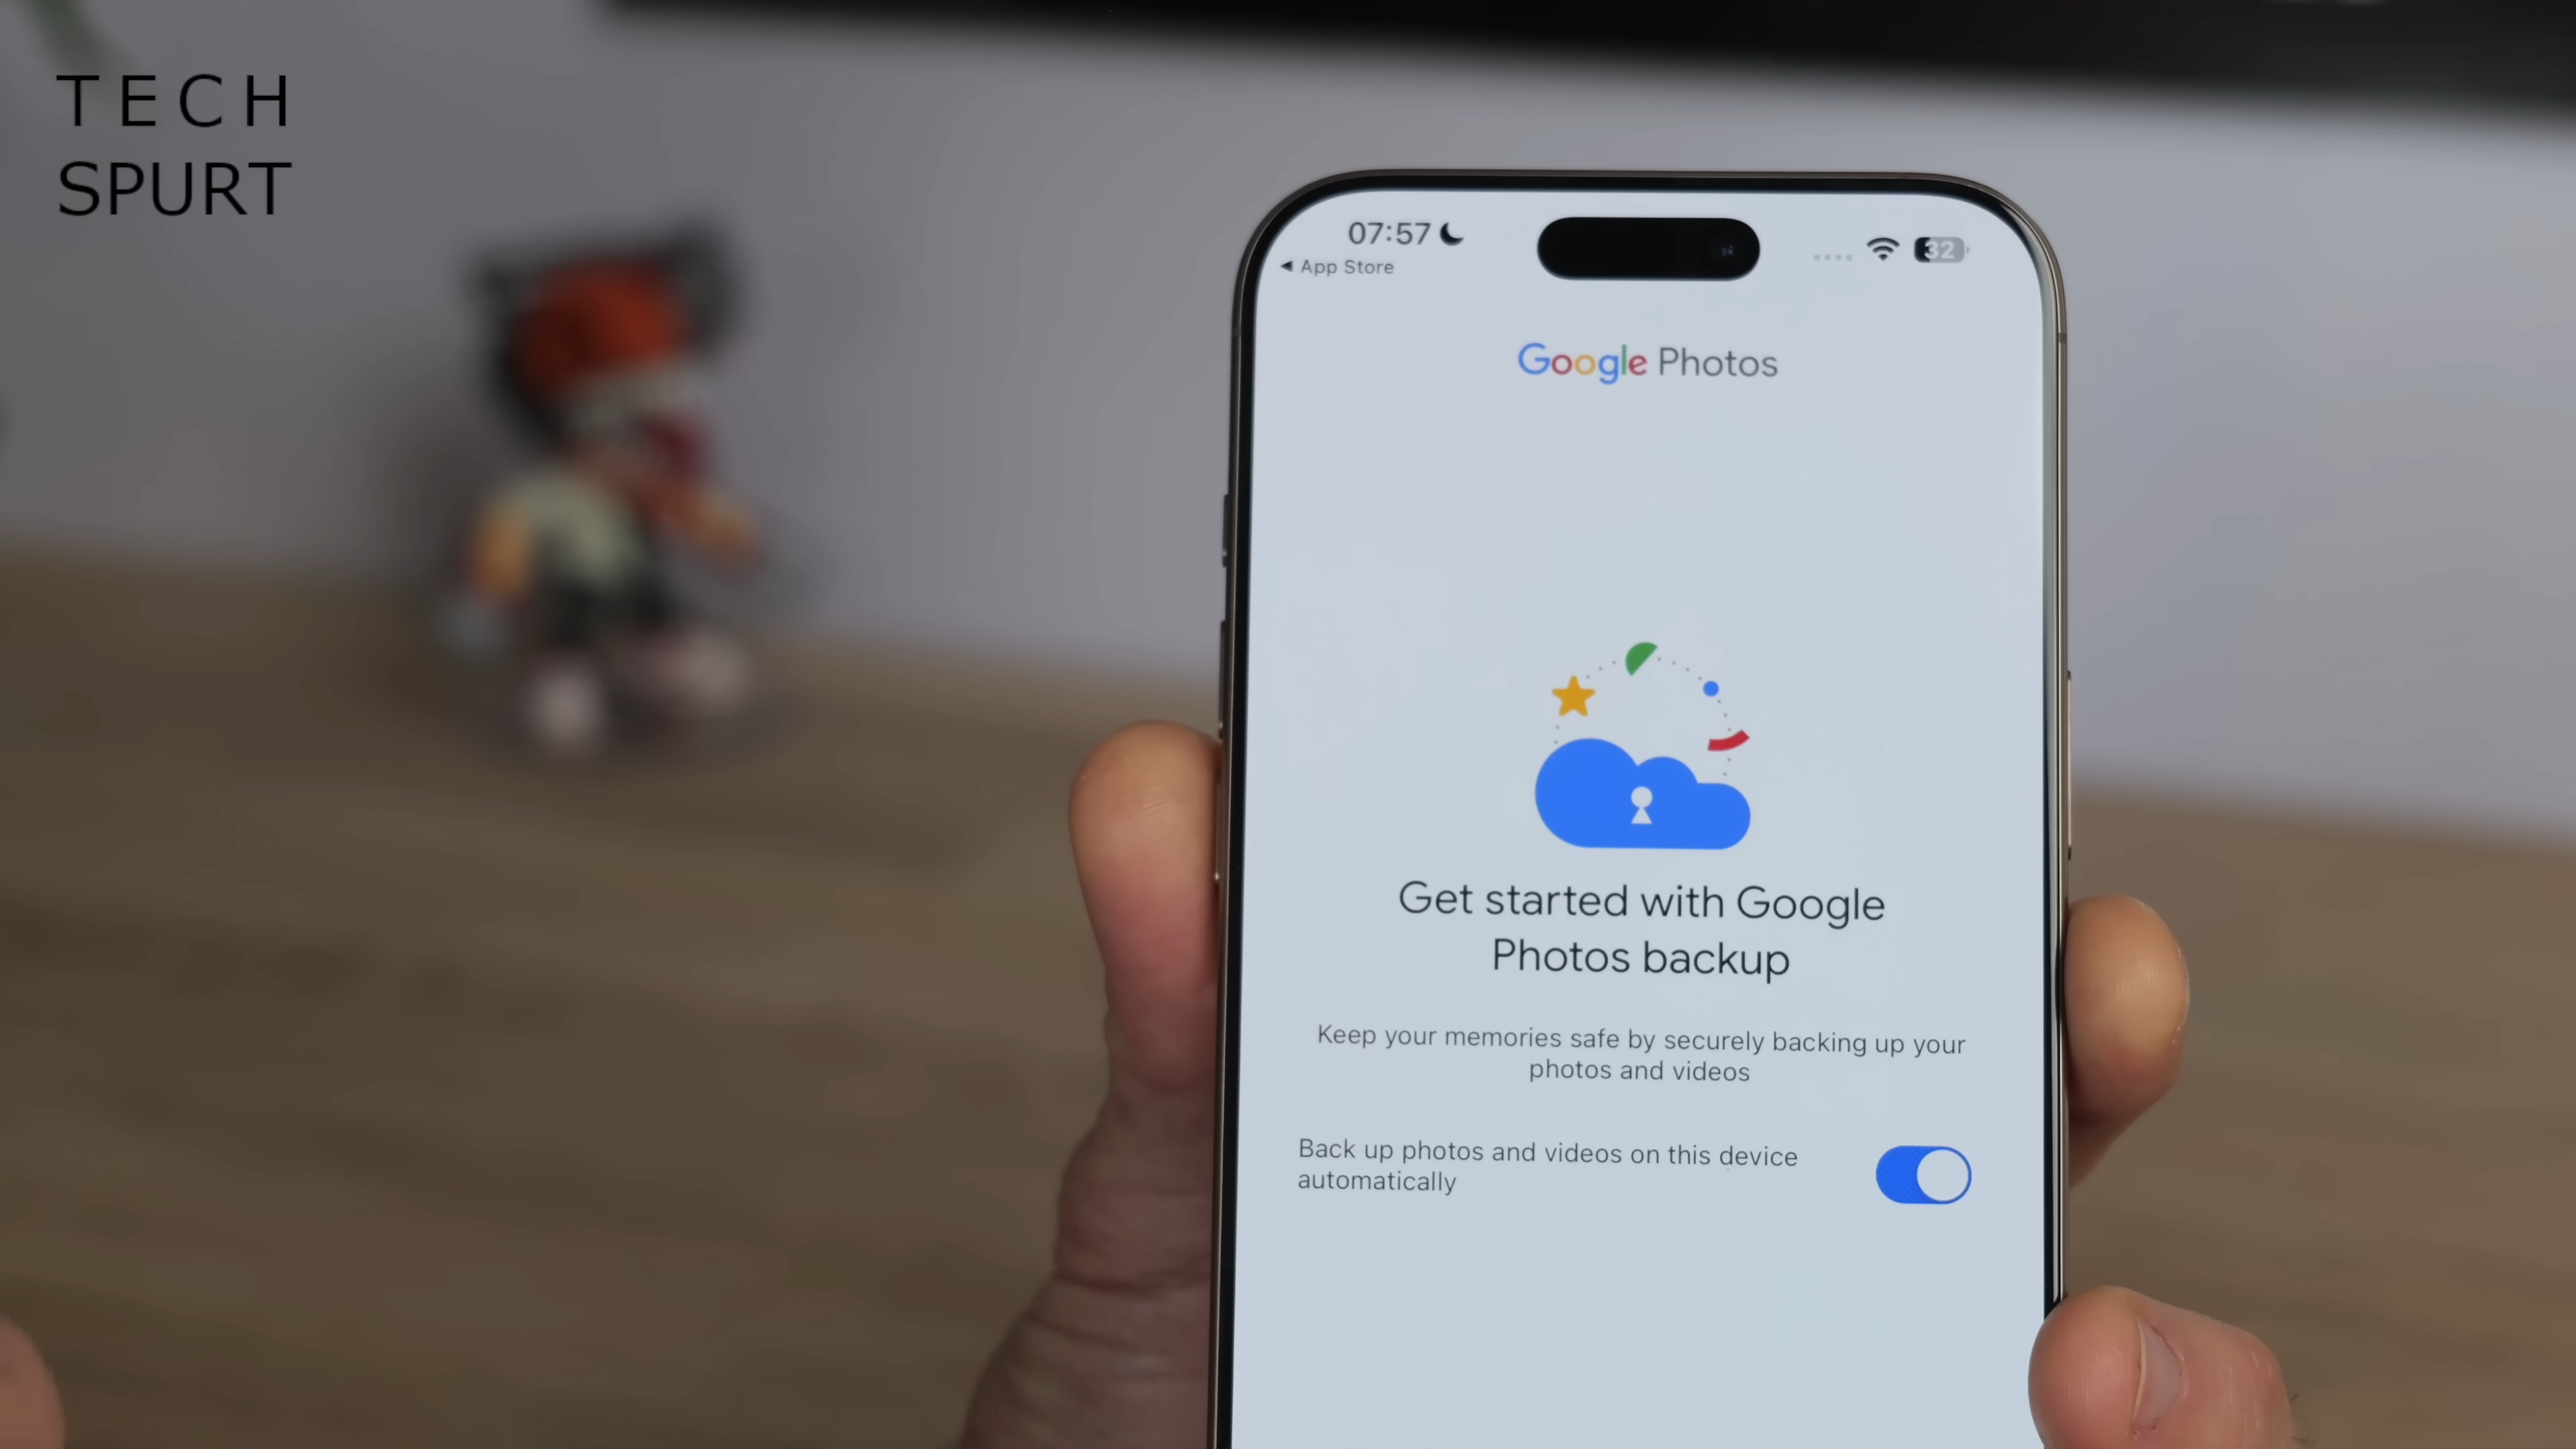 TECH
SPURT
07:57
◀ App Store
32
Google Photos
Get started with Google
Photos backup
Keep your memories safe by securely backing up your
photos and videos
Back up photos and videos on this device
automatically